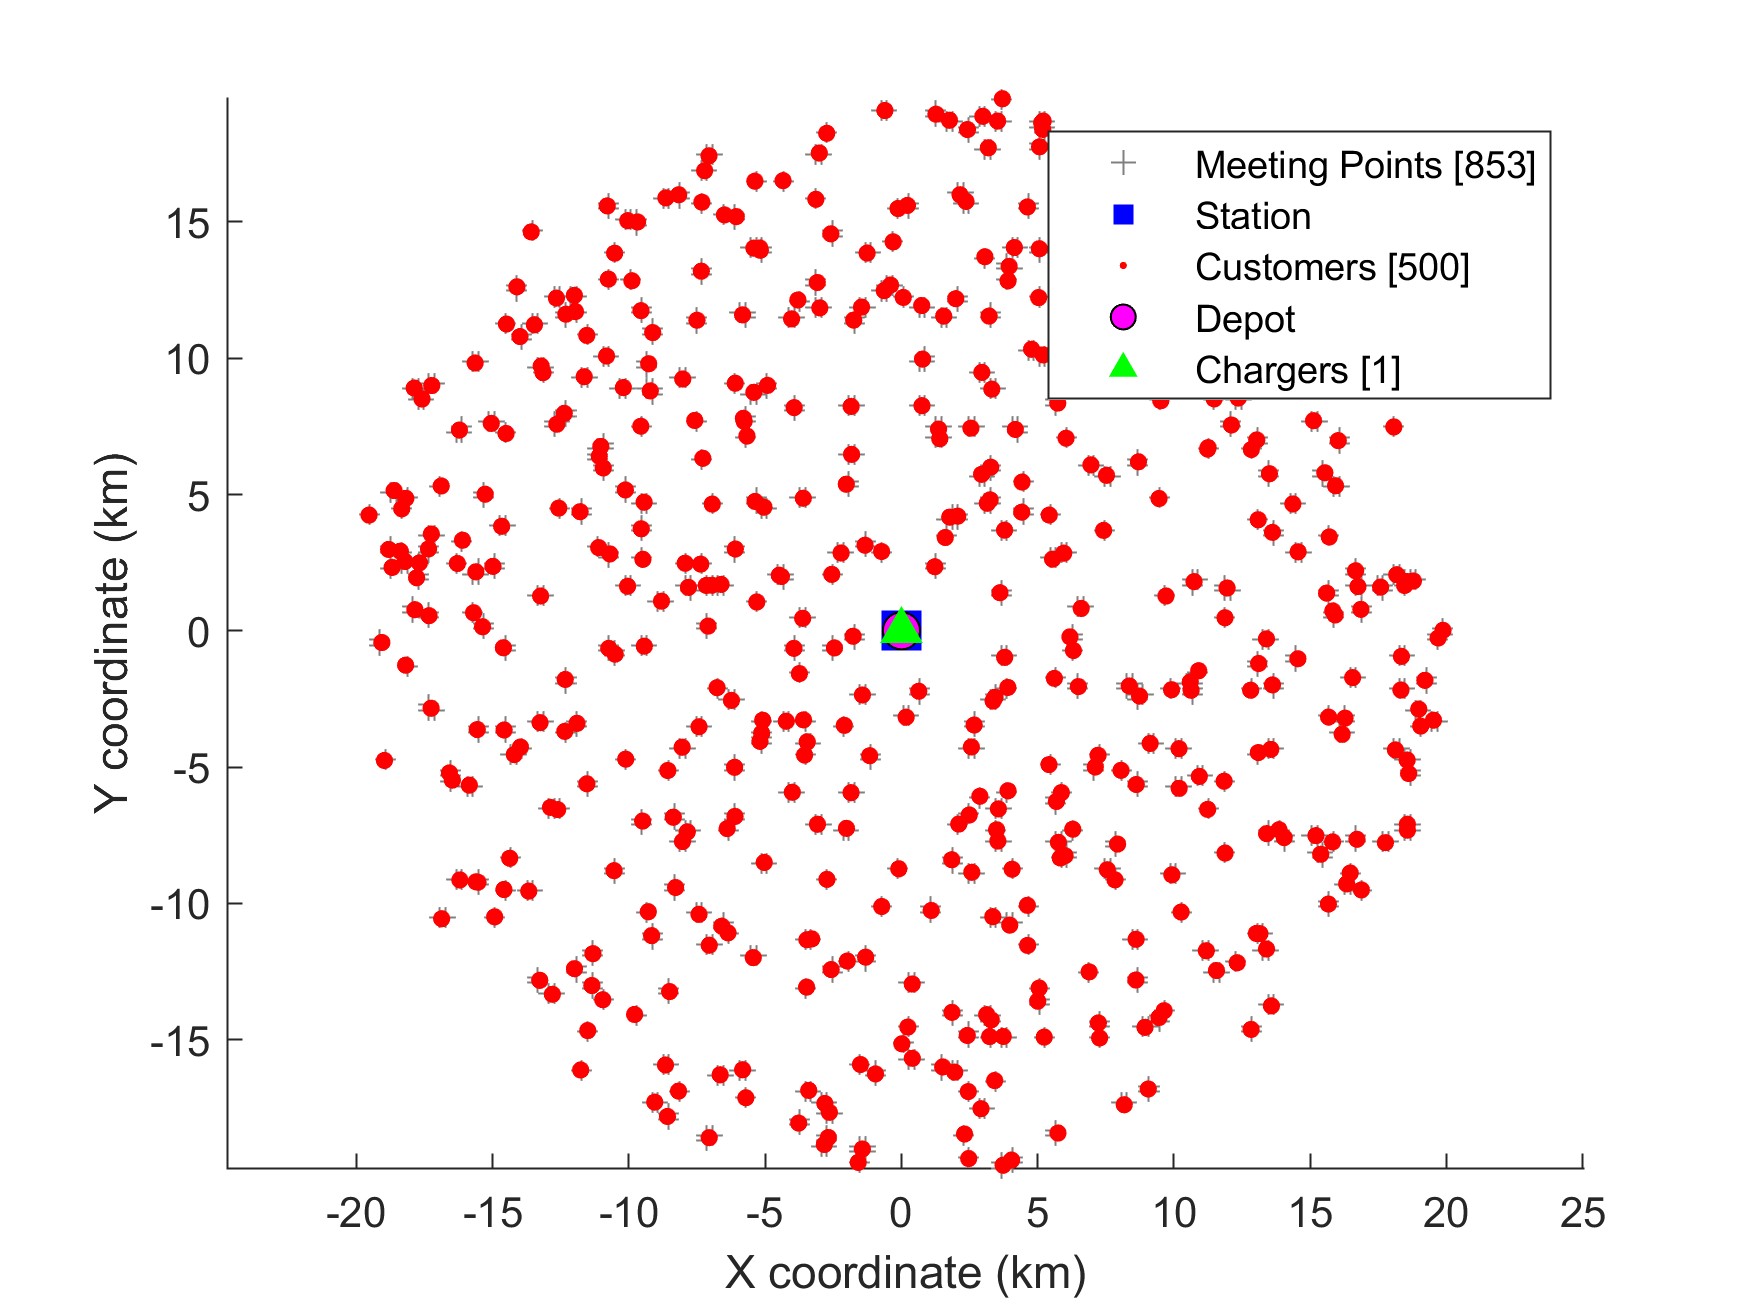 Meeting Points [853]
Station
Customers [500]
Depot
Chargers [1]
15
10
5
0
-5
-10
-15
Y coordinate (km)
-20 -15 -10 -5 0 5 10 15 20 25
X coordinate (km)